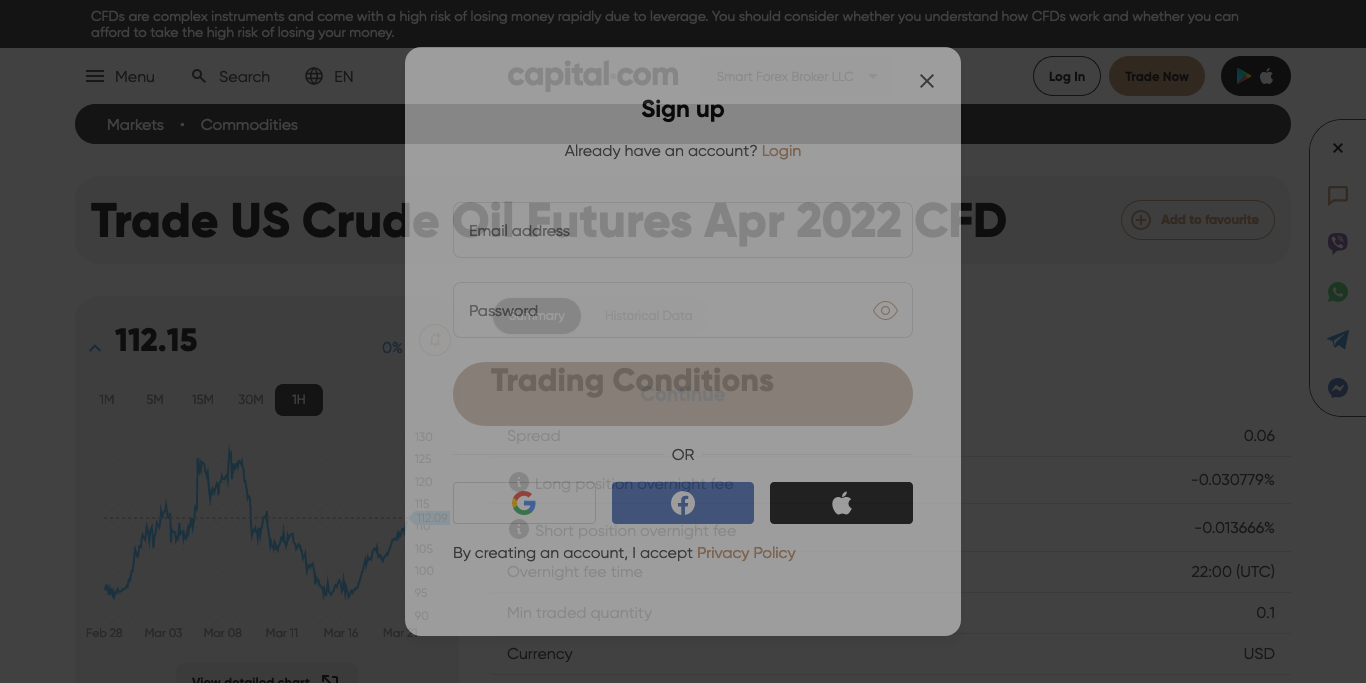 CFDs are complex instruments and come with a high risk of losing money rapidly due to leverage. You should consider whether you understand how CFDs work and whether you can
afford to take the high risk of losing your money.
Menu Search EN capital.com Smart Forex Broker LLC Log In Trade Now
Sign up
Markets • Commodities
Already have an account? Login
Trade US Crude Oil Futures Apr 2022 CFD
Add to favourite
Email address
Password
Summary Historical Data
112.15
0%
1M 5M 15M 30M 1H
Trading Conditions
Continue
130
125
120
115
112.09
110
105
100
95
90
Feb 28 Mar 03 Mar 08 Mar 11 Mar 16 Mar 2
View detailed chart
Spread 0.06
OR
Long position overnight fee -0.030779%
Short position overnight fee -0.013666%
By creating an account, I accept Privacy Policy
Overnight fee time 22:00 (UTC)
Min traded quantity 0.1
Currency USD